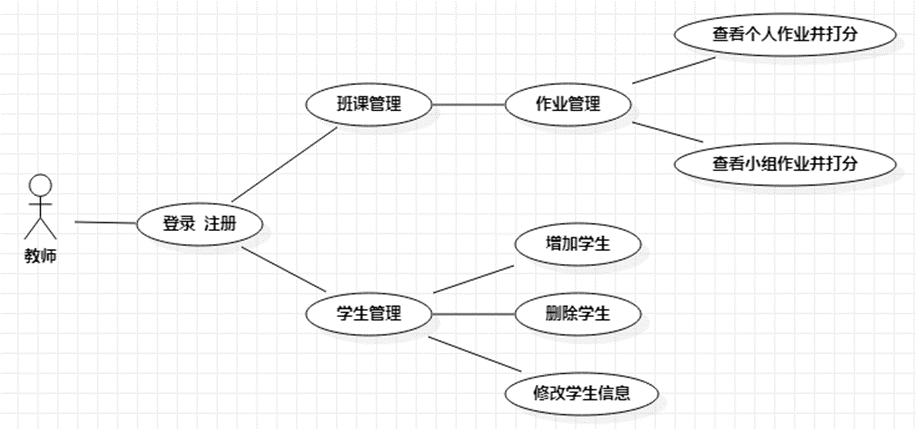 查看个人作业并打分
班课管理
作业管理
查看小组作业并打分
教师
登录 注册
增加学生
学生管理
删除学生
修改学生信息